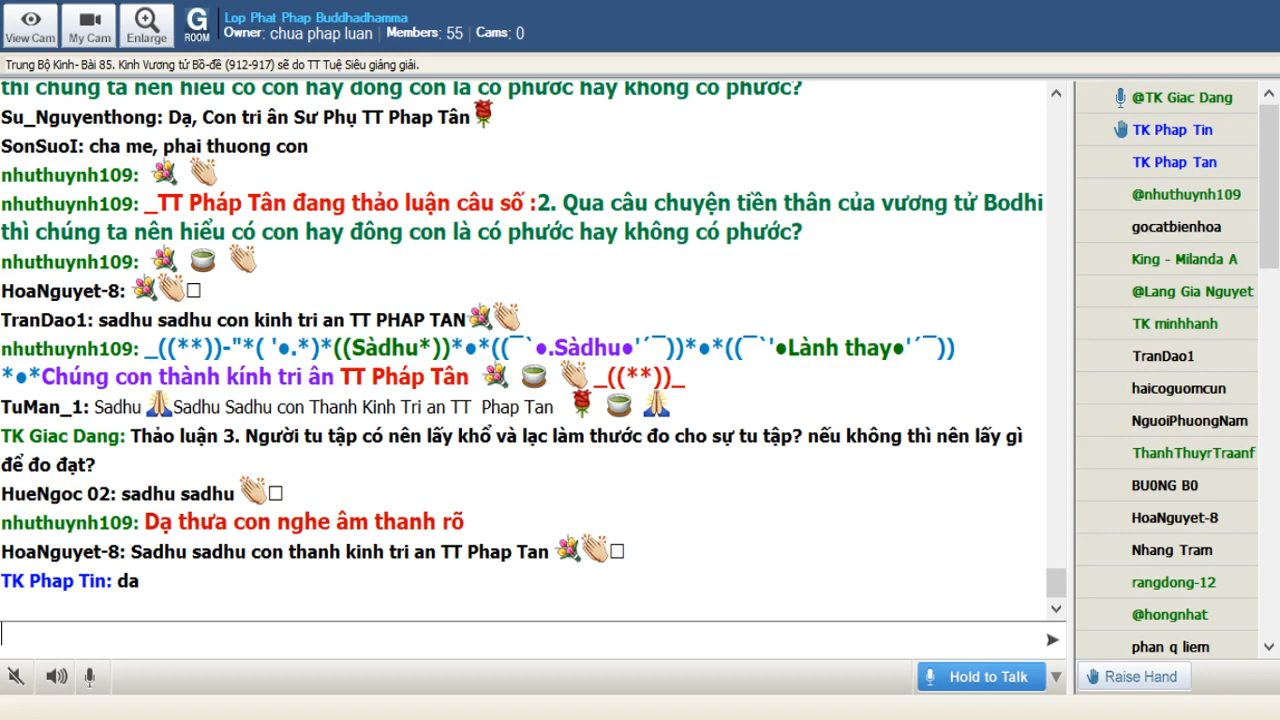 View Cam
My Cam
Enlarge
G
ROOM
Lop Phat Phap Buddhadhamma
Owner: chua phap luan | Members: 55 | Cams: 0
Trung Bộ Kinh- Bài 85. Kinh Vương tử Bồ-đề (912-917) sẽ do TT Tuệ Siêu giảng giải.
thì chúng ta nên hiểu có con hay đông con là có phước hay không có phước?
Su_Nguyenthong: Dạ, Con tri ân Sư Phụ TT Phap Tân
SonSuoI: cha me, phai thuong con
nhuthuynh109:
nhuthuynh109: _TT Pháp Tân đang thảo luận câu số :2. Qua câu chuyện tiền thân của vương tử Bodhi
thì chúng ta nên hiểu có con hay đông con là có phước hay không có phước?
nhuthuynh109:
HoaNguyet-8:
TranDao1: sadhu sadhu con kinh tri an TT PHAP TAN
nhuthuynh109: _((**))-"*( '●.*)*((Sàdhu*))*●*((¯`●.Sàdhu●'´¯))*●*((¯`'●Lành thay●'´¯))
*●*Chúng con thành kính tri ân TT Pháp Tân _((**))_
TuMan_1: Sadhu Sadhu Sadhu con Thanh Kinh Tri an TT Phap Tan
TK Giac Dang: Thảo luận 3. Người tu tập có nên lấy khổ và lạc làm thước đo cho sự tu tập? nếu không thì nên lấy gì
để đo đạt?
HueNgoc 02: sadhu sadhu
nhuthuynh109: Dạ thưa con nghe âm thanh rõ
HoaNguyet-8: Sadhu sadhu con thanh kinh tri an TT Phap Tan
TK Phap Tin: da
Hold to Talk
@TK Giac Dang
TK Phap Tin
TK Phap Tan
@nhuthuynh109
gocatbienhoa
King - Milanda A
@Lang Gia Nguyet
TK minhhanh
TranDao1
haicoguomcun
NguoiPhuongNam
ThanhThuyrTraanf
BU0NG B0
HoaNguyet-8
Nhang Tram
rangdong-12
@hongnhat
phan q liem
Raise Hand